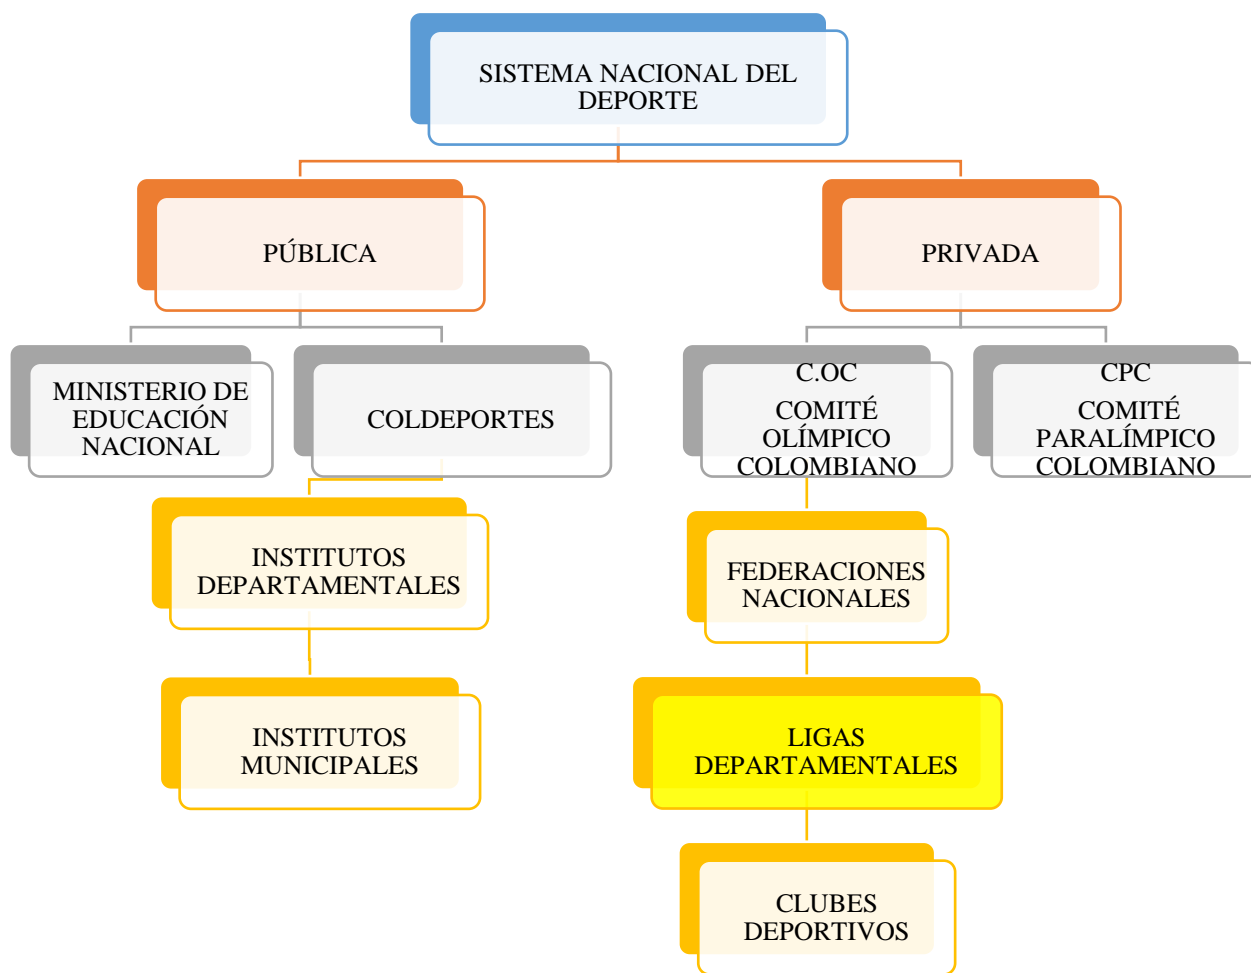 SISTEMA NACIONAL DEL
DEPORTE
PÚBLICA
PRIVADA
MINISTERIO DE
EDUCACIÓN
NACIONAL
COLDEPORTES
C.OC
COMITÉ
OLÍMPICO
COLOMBIANO
CPC
COMITÉ
PARALÍMPICO
COLOMBIANO
INSTITUTOS
DEPARTAMENTALES
FEDERACIONES
NACIONALES
INSTITUTOS
MUNICIPALES
LIGAS
DEPARTAMENTALES
CLUBES
DEPORTIVOS